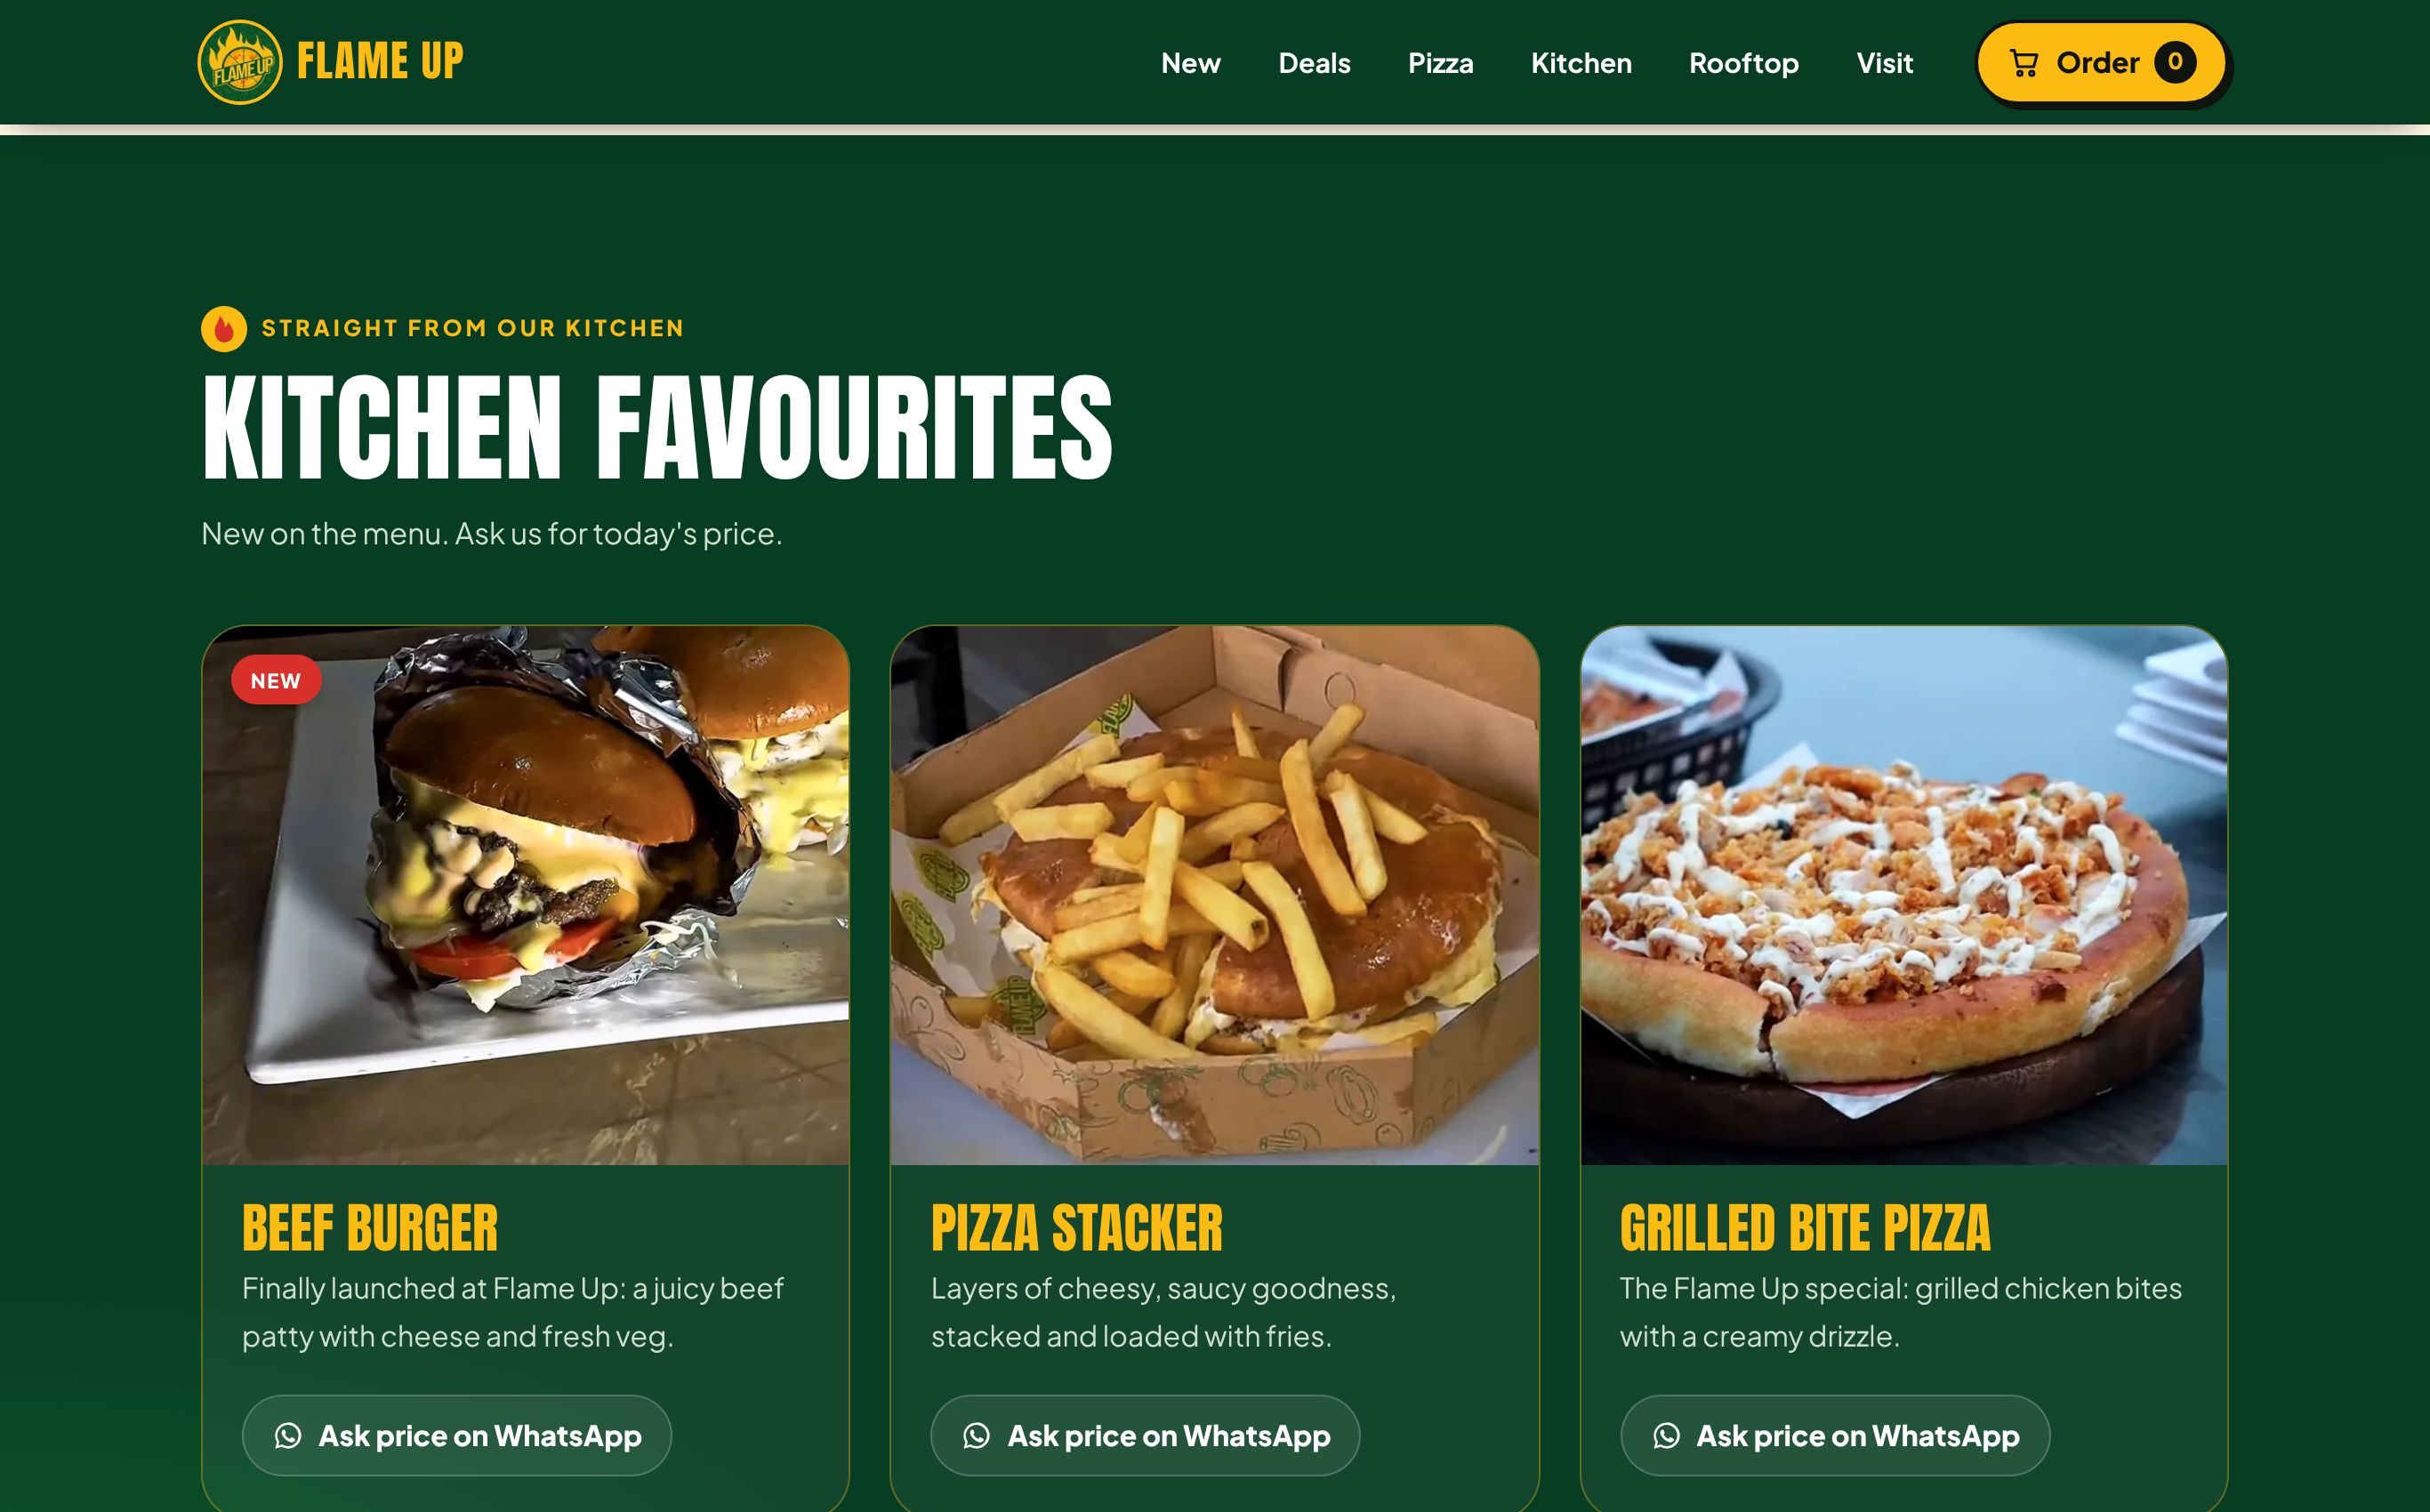 FLAME UP
FLAME UP
New
Deals
Pizza
Kitchen
Rooftop
Visit
Order 0
STRAIGHT FROM OUR KITCHEN
KITCHEN FAVOURITES
New on the menu. Ask us for today's price.
NEW
FLAME UP
BEEF BURGER
Finally launched at Flame Up: a juicy beef
patty with cheese and fresh veg.
Ask price on WhatsApp
PIZZA STACKER
Layers of cheesy, saucy goodness,
stacked and loaded with fries.
Ask price on WhatsApp
GRILLED BITE PIZZA
The Flame Up special: grilled chicken bites
with a creamy drizzle.
Ask price on WhatsApp